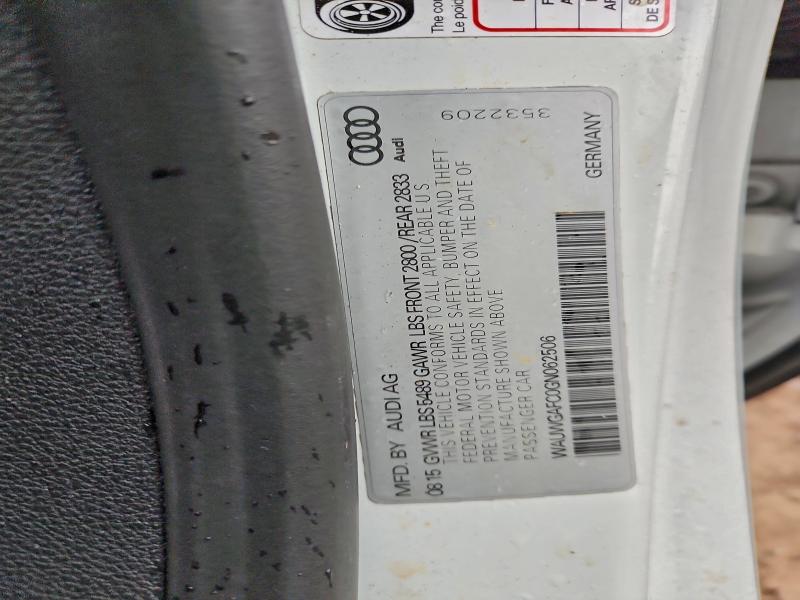 The co
Le poid
Audi
MFD. BY AUDI AG
08 15 GVWR LBS 5489 GAWR LBS FRONT 2800 / REAR 2833
THIS VEHICLE CONFORMS TO ALL APPLICABLE U S
FEDERAL MOTOR VEHICLE SAFETY, BUMPER AND THEFT
PREVENTION STANDARDS IN EFFECT ON THE DATE OF
MANUFACTURE SHOWN ABOVE
PASSENGER CAR
WAUWGAFC0GN062506
GERMANY